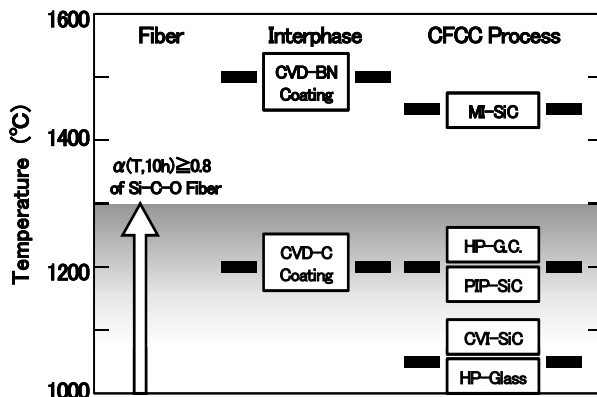 1600
Fiber
Interphase
CFCC Process
CVD-BN
Coating
MI-SiC
1400
Temperature (℃)
α(T,10h)≧0.8
of Si-C-O Fiber
1200
CVD-C
Coating
HP-G.C.
PIP-SiC
CVI-SiC
HP-Glass
1000